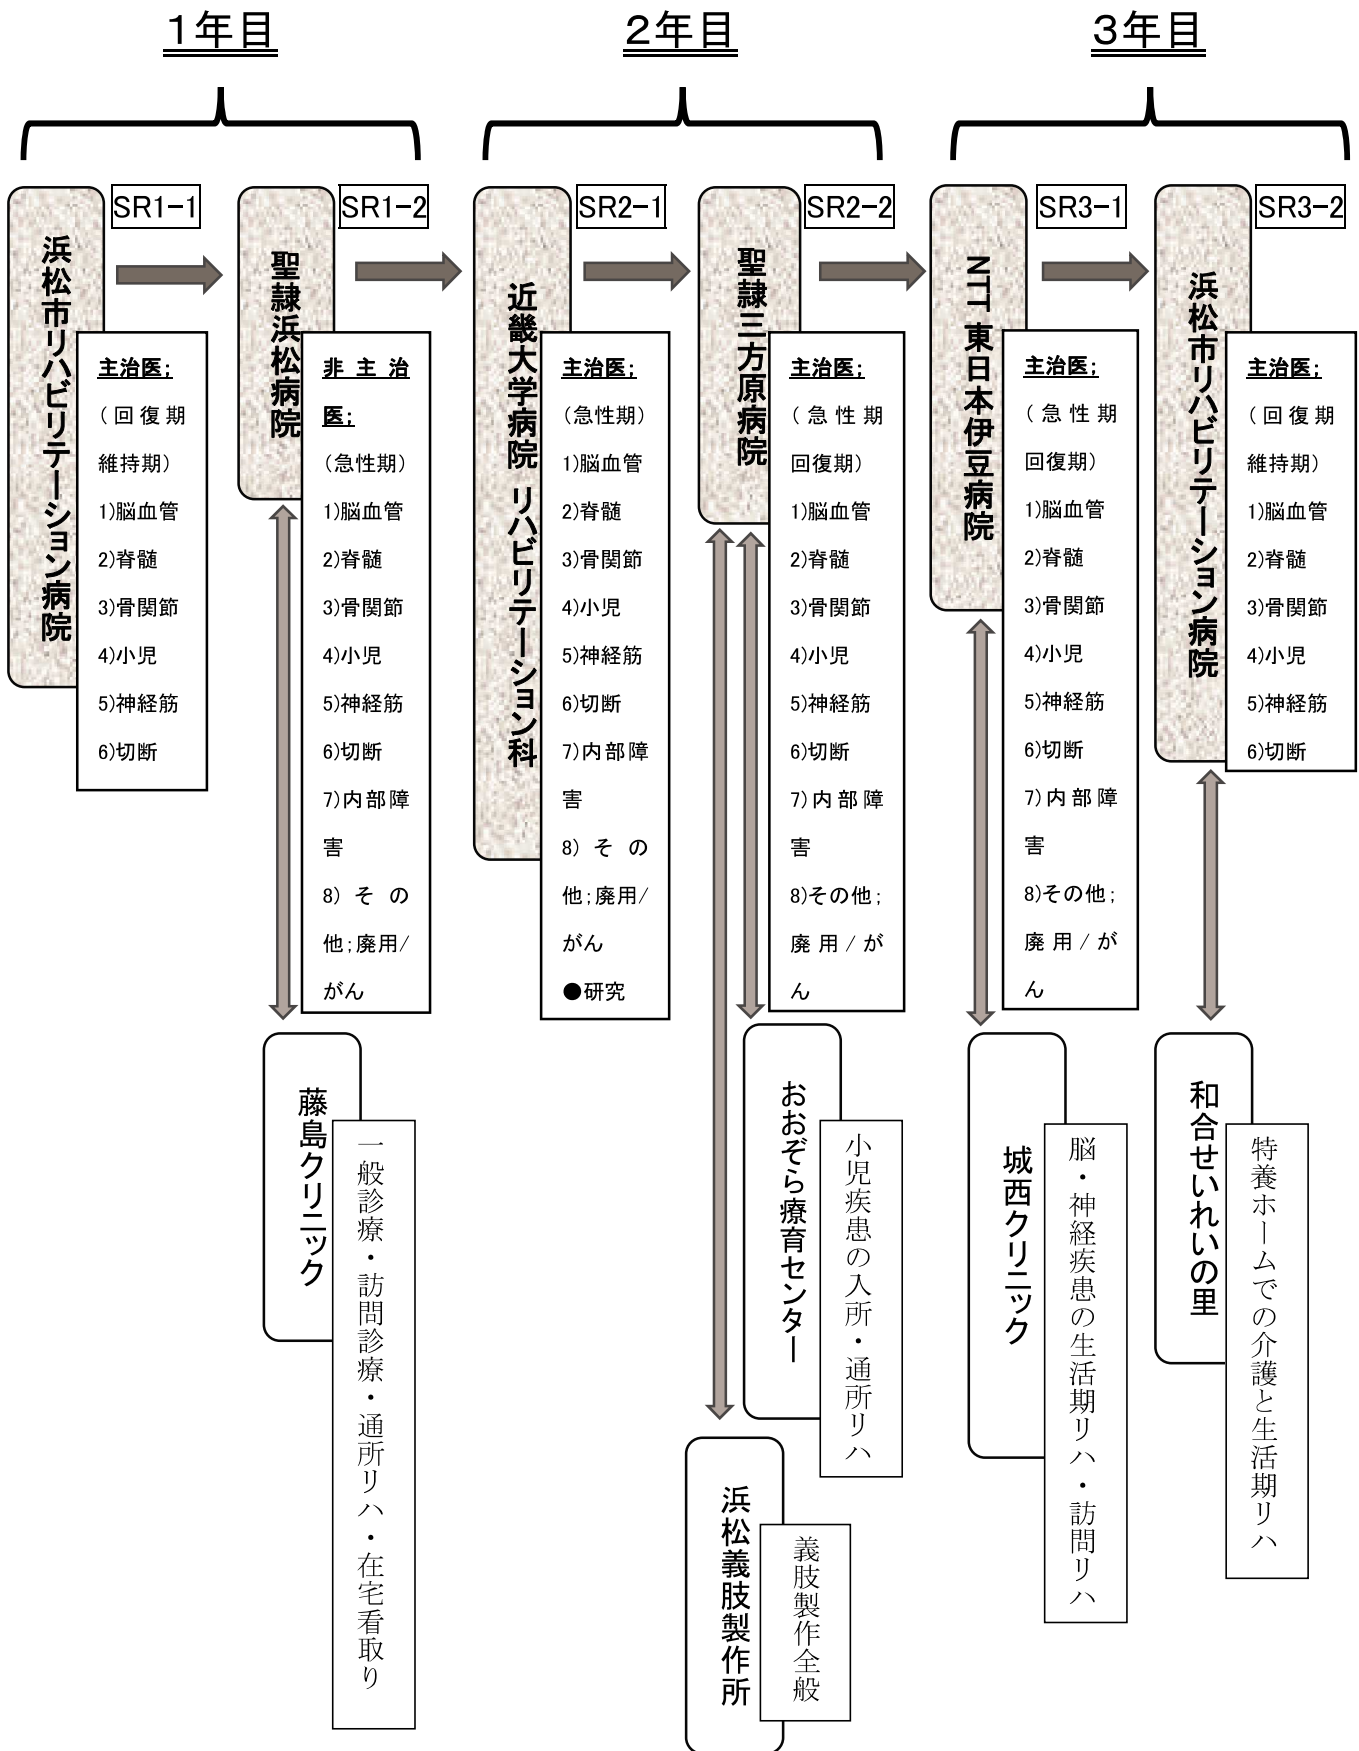 1年目
2年目
3年目
浜松市リハビリテーション病院
SR1-1
主治医;
(回復期
維持期)
1)脳血管
2)脊髄
3)骨関節
4)小児
5)神経筋
6)切断
聖隷浜松病院
SR1-2
非主治
医;
(急性期)
1)脳血管
2)脊髄
3)骨関節
4)小児
5)神経筋
6)切断
7)内部障
害
8)その
他;廃用/
がん
近畿大学病院 リハビリテーション科
SR2-1
主治医;
(急性期)
1)脳血管
2)脊髄
3)骨関節
4)小児
5)神経筋
6)切断
7)内部障
害
8)その
他;廃用/
がん
●研究
聖隷三方原病院
SR2-2
主治医;
(急性期
回復期)
1)脳血管
2)脊髄
3)骨関節
4)小児
5)神経筋
6)切断
7)内部障
害
8)その他;
廃用/が
ん
NTT 東日本伊豆病院
SR3-1
主治医;
(急性期
回復期)
1)脳血管
2)脊髄
3)骨関節
4)小児
5)神経筋
6)切断
7)内部障
害
8)その他;
廃用/が
ん
浜松市リハビリテーション病院
SR3-2
主治医;
(回復期
維持期)
1)脳血管
2)脊髄
3)骨関節
4)小児
5)神経筋
6)切断
藤島クリニック
一般診療・訪問診療・通所リハ・在宅看取り
おおぞら療育センター
小児疾患の入所・通所リハ
浜松義肢製作所
義肢製作全般
城西クリニック
脳・神経疾患の生活期リハ・訪問リハ
和合せいれいの里
特養ホームでの介護と生活期リハ